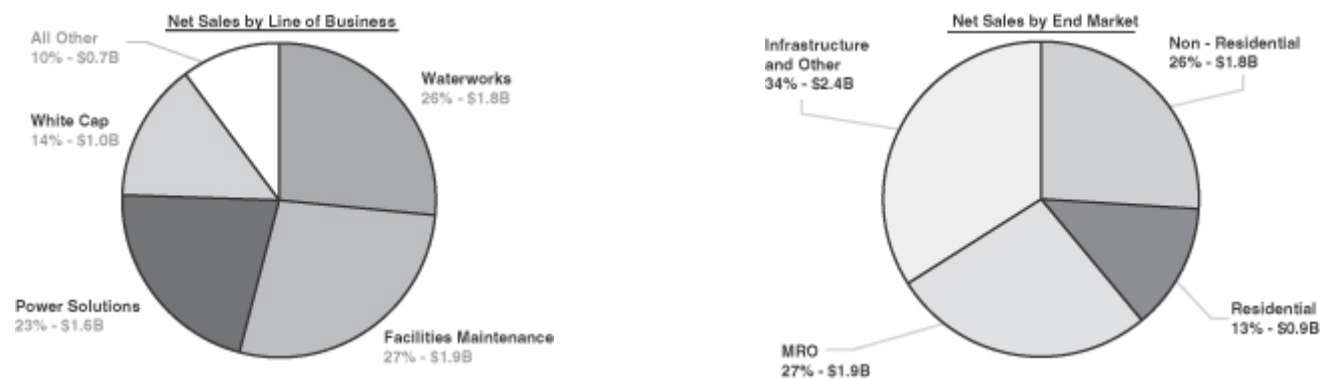 Net Sales by Line of Business
All Other
10% - $0.7B
Waterworks
26% - $1.8B
White Cap
14% - $1.0B
Power Solutions
23% - $1.6B
Facilities Maintenance
27% - $1.9B
Net Sales by End Market
Infrastructure
and Other
34% - $2.4B
Non - Residential
26% - $1.8B
Residential
13% - $0.9B
MRO
27% - $1.9B